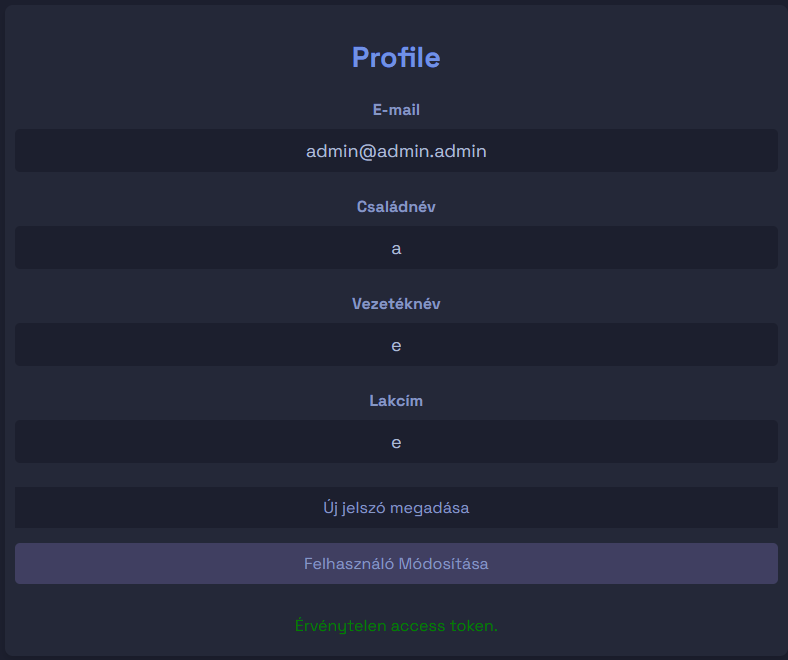 Profile
E-mail
admin@admin.admin
Családnév
a
Vezetéknév
e
Lakcím
e
Új jelszó megadása
Felhasználó Módosítása
Érvénytelen access token.